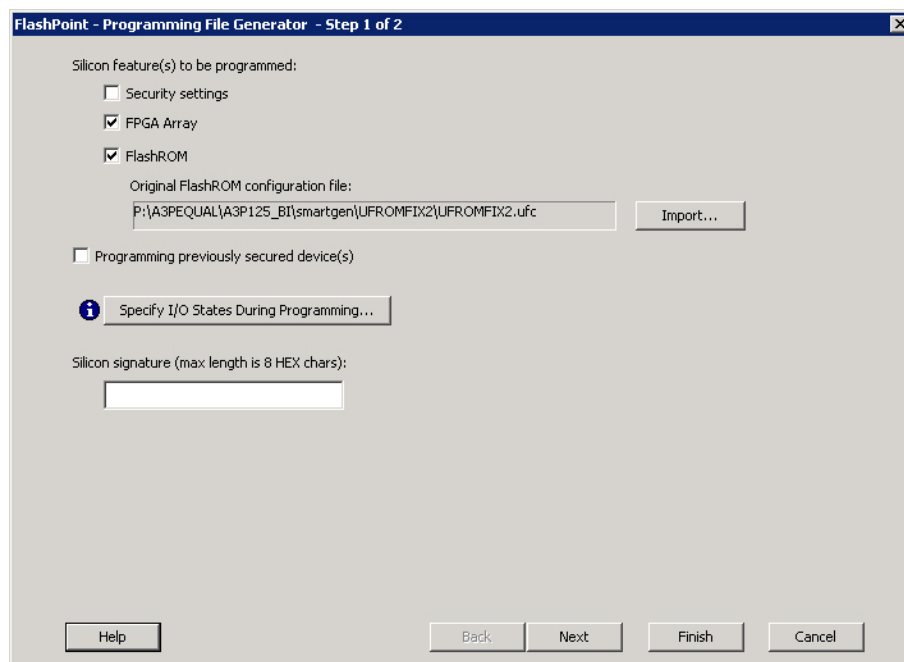 FlashPoint - Programming File Generator - Step 1 of 2
Silicon feature(s) to be programmed:
Security settings
FPGA Array
FlashROM
Original FlashROM configuration file:
P:\A3PEQUAL\A3P125_BI\smartgen\UFROMFIX2\UFROMFIX2.ufc
Import...
Programming previously secured device(s)
Specify I/O States During Programming...
Silicon signature (max length is 8 HEX chars):
Help Back Next Finish Cancel